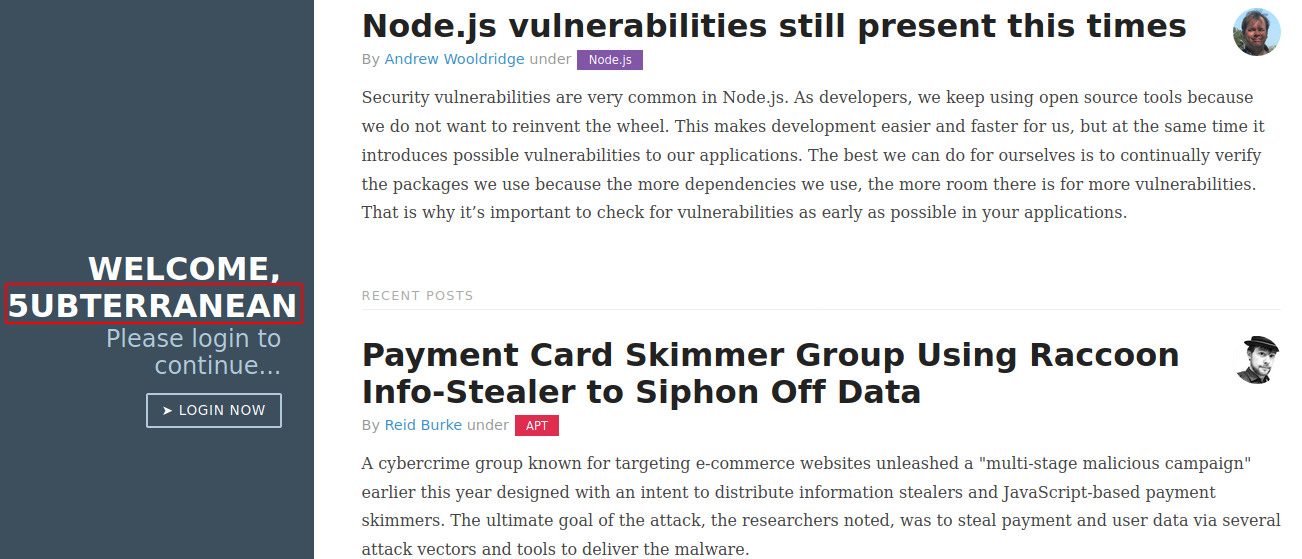 WELCOME,
5UBTERRANEAN
Please login to
continue...
➤ LOGIN NOW
Node.js vulnerabilities still present this times
By Andrew Wooldridge under Node.js
Security vulnerabilities are very common in Node.js. As developers, we keep using open source tools because
we do not want to reinvent the wheel. This makes development easier and faster for us, but at the same time it
introduces possible vulnerabilities to our applications. The best we can do for ourselves is to continually verify
the packages we use because the more dependencies we use, the more room there is for more vulnerabilities.
That is why it’s important to check for vulnerabilities as early as possible in your applications.
RECENT POSTS
Payment Card Skimmer Group Using Raccoon
Info-Stealer to Siphon Off Data
By Reid Burke under APT
A cybercrime group known for targeting e-commerce websites unleashed a "multi-stage malicious campaign"
earlier this year designed with an intent to distribute information stealers and JavaScript-based payment
skimmers. The ultimate goal of the attack, the researchers noted, was to steal payment and user data via several
attack vectors and tools to deliver the malware.